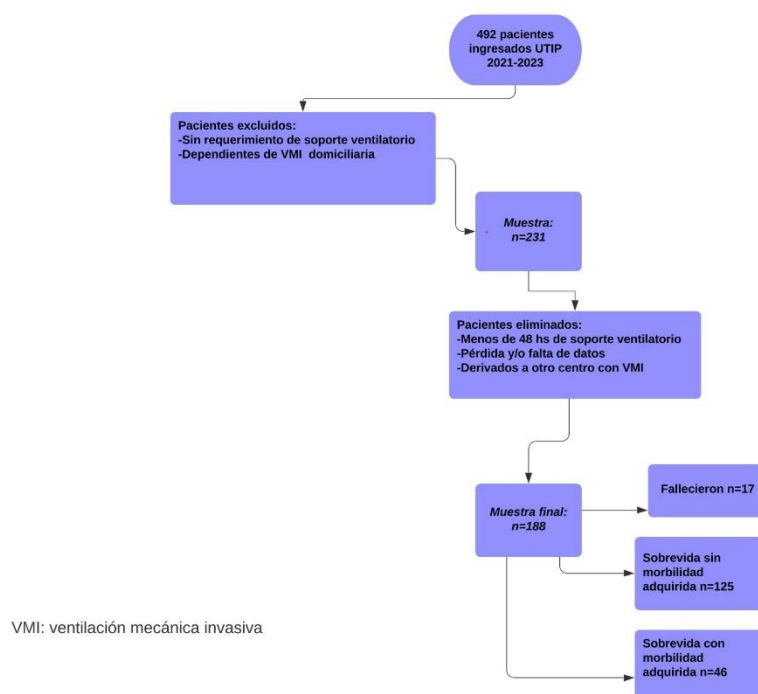 492 pacientes
ingresados UTIP
2021-2023
Pacientes excluidos:
-Sin requerimiento de soporte ventilatorio
-Dependientes de VMI domiciliaria
Muestra:
n=231
Pacientes eliminados:
-Menos de 48 hs de soporte ventilatorio
-Pérdida y/o falta de datos
-Derivados a otro centro con VMI
Muestra final:
n=188
Fallecieron n=17
Sobrevida sin
morbilidad
adquirida n=125
Sobrevida con
morbilidad
adquirida n=46
VMI: ventilación mecánica invasiva